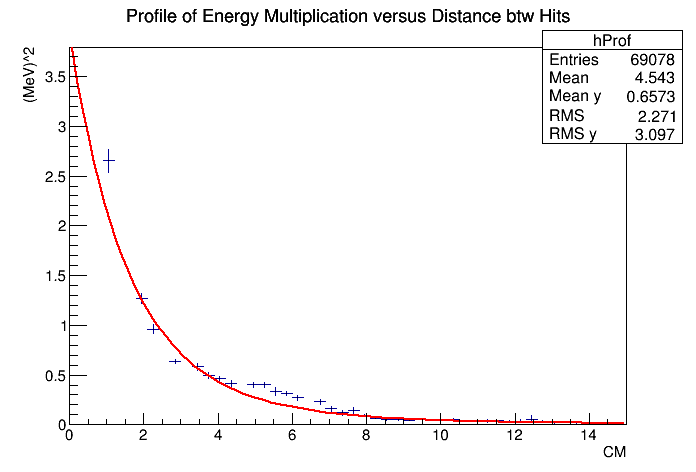 Profile of Energy Multiplication versus Distance btw Hits
hProf
Entries 69078
Mean 4.543
Mean y 0.6573
RMS 2.271
RMS y 3.097
(MeV)^2
3.5
3
2.5
2
1.5
1
0.5
0
0 2 4 6 8 10 12 14
CM